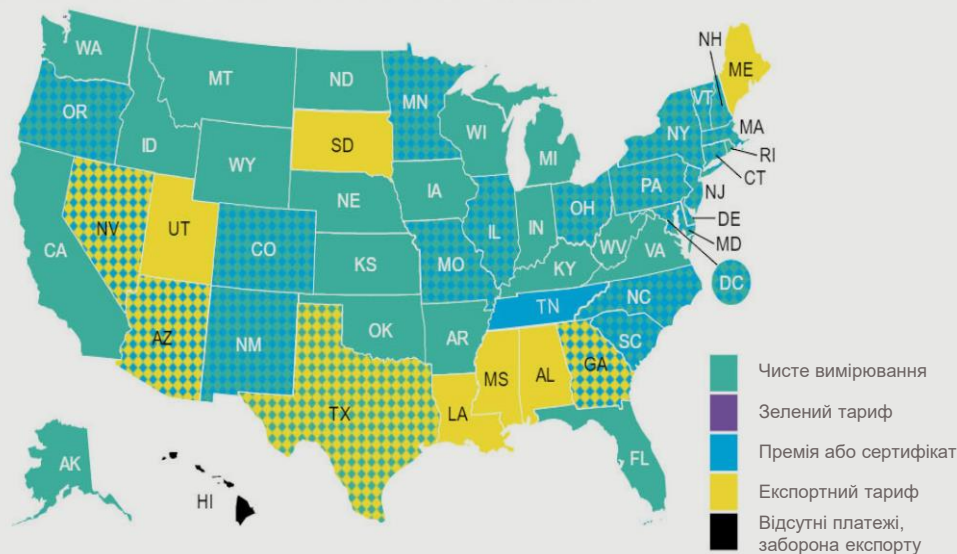 WA
MT
ND
MN
OR
ID
WY
SD
WI
MI
NH
VT
ME
NY
MA
RI
CT
NJ
PA
DE
MD
DC
NV
UT
CO
NE
IA
IL
IN
OH
WV
VA
CA
KS
MO
KY
AZ
NM
OK
AR
TN
NC
SC
TX
LA
MS
AL
GA
FL
AK
HI
Чисте вимірювання
Зелений тариф
Премія або сертифікат
Експортний тариф
Відсутні платежі,
заборона експорту